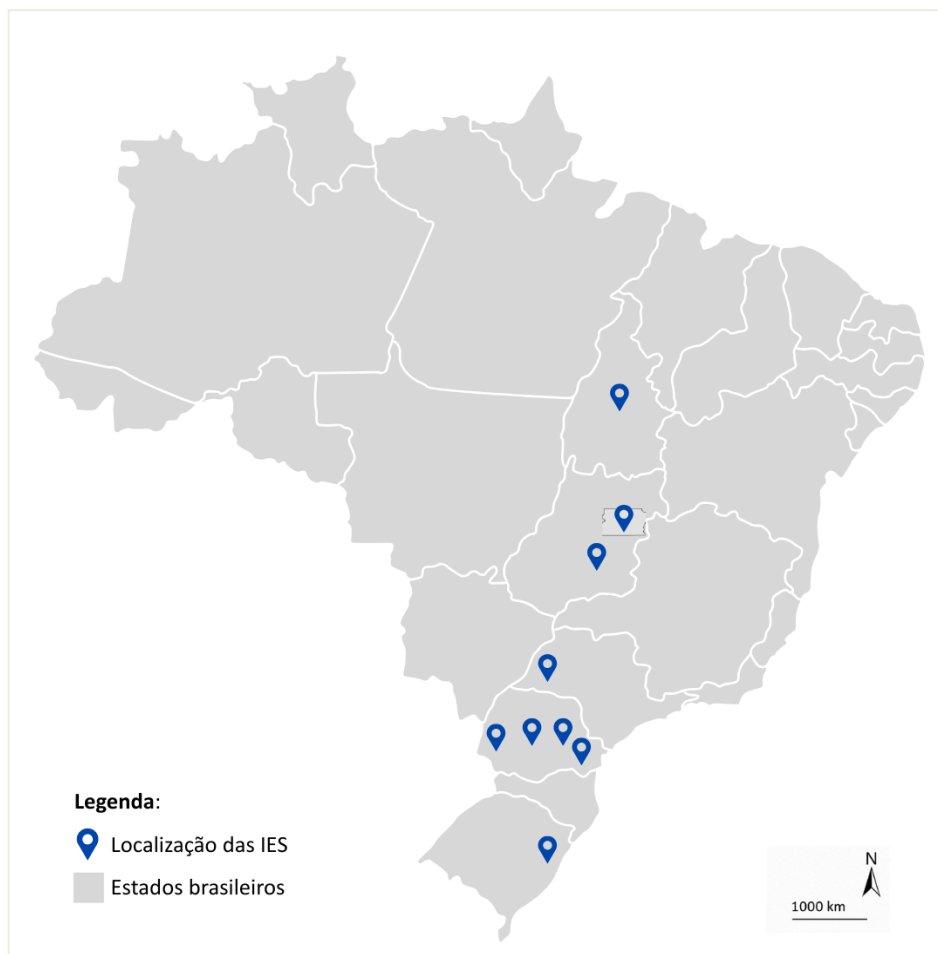 Legenda:
Localização das IES
Estados brasileiros
N
1000 km